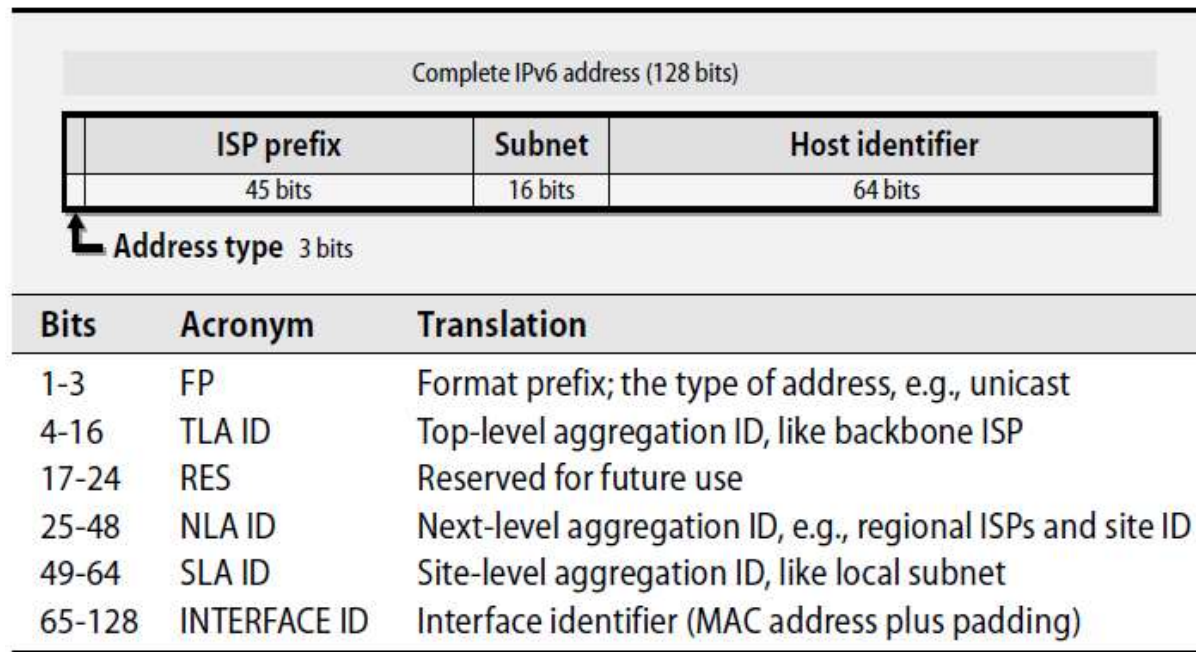 Complete IPv6 address (128 bits)
ISP prefix Subnet Host identifier
45 bits 16 bits 64 bits
Address type 3 bits
Bits Acronym Translation
1-3 FP Format prefix; the type of address, e.g., unicast
4-16 TLA ID Top-level aggregation ID, like backbone ISP
17-24 RES Reserved for future use
25-48 NLA ID Next-level aggregation ID, e.g., regional ISPs and site ID
49-64 SLA ID Site-level aggregation ID, like local subnet
65-128 INTERFACE ID Interface identifier (MAC address plus padding)